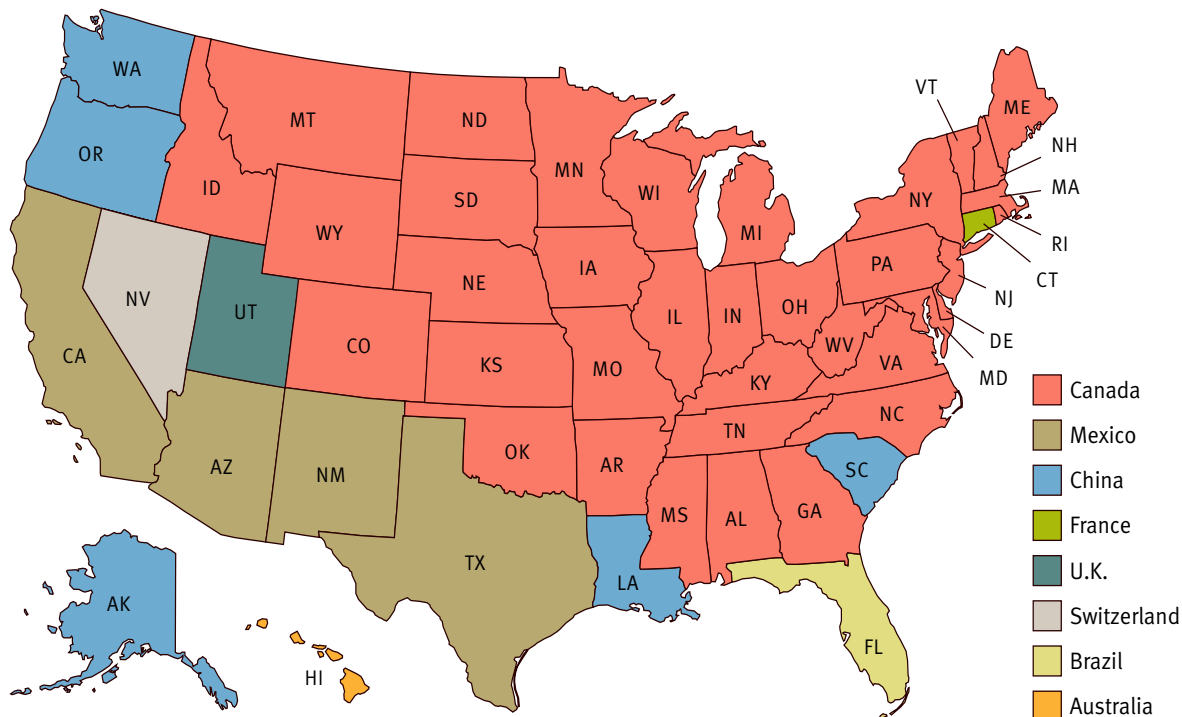 WA
MT
ND
VT
ME
OR
ID
MN
NH
WI
MA
SD
NY
WY
MI
RI
PA
IA
CT
NE
NV
NJ
UT
IL
IN
OH
DE
CO
WV
CA
KS
MO
VA
MD
KY
NC
TN
OK
AR
SC
AZ
NM
MS
AL
GA
TX
LA
AK
FL
HI
Canada
Mexico
China
France
U.K.
Switzerland
Brazil
Australia